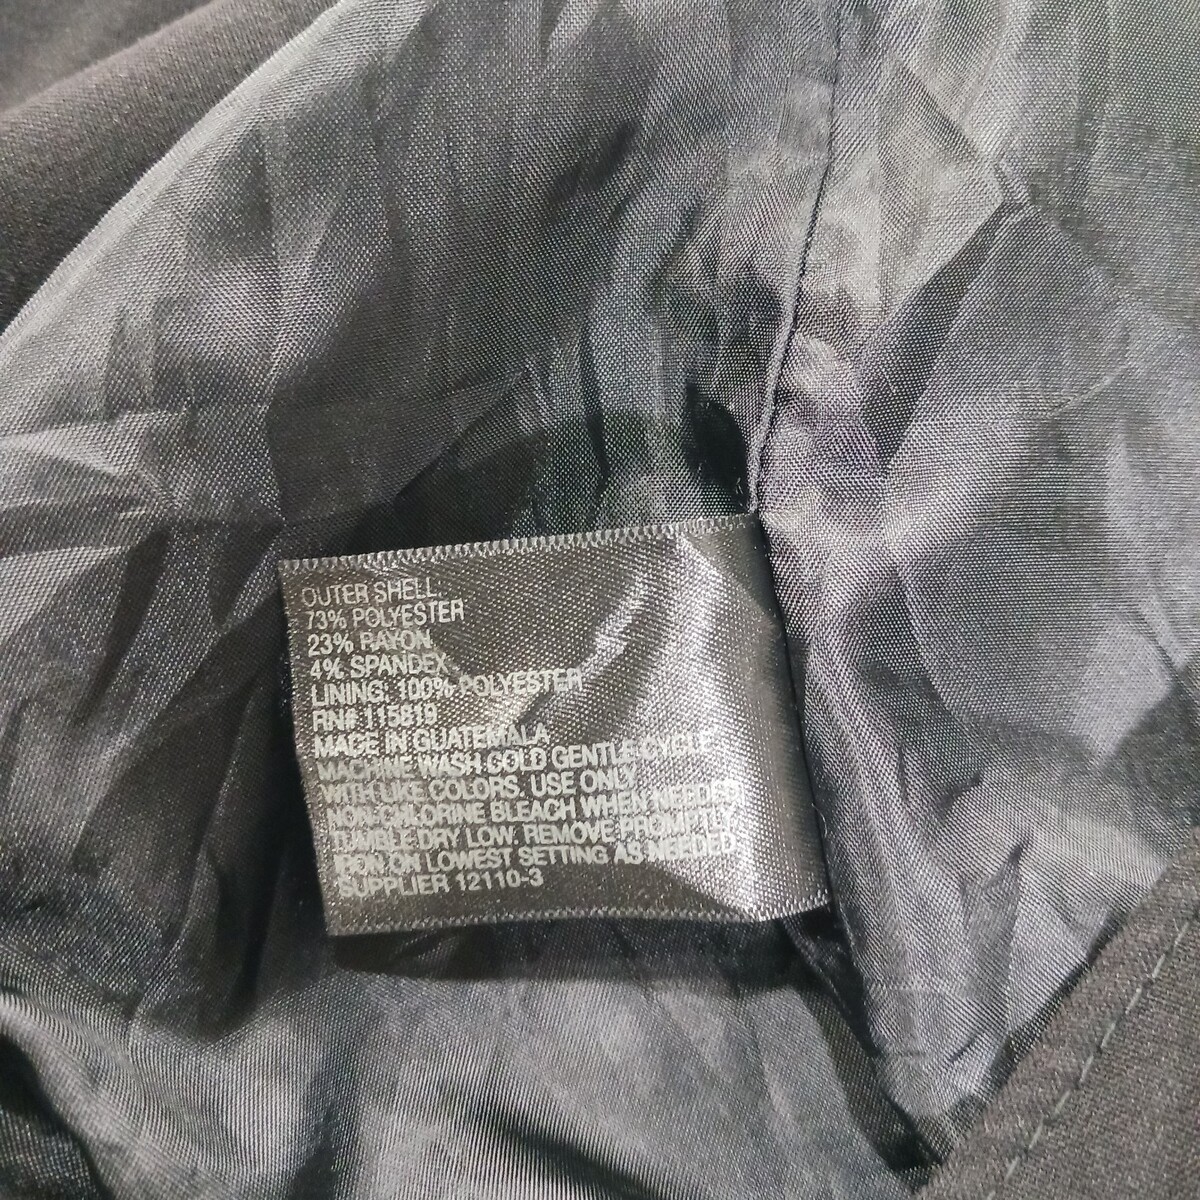 OUTER SHELL:
73% POLYESTER
23% RAYON
4% SPANDEX
LINING: 100% POLYESTER
RN# 115819
MADE IN GUATEMALA
MACHINE WASH COLD GENTLE CYCLE
WITH LIKE COLORS. USE ONLY
NON-CHLORINE BLEACH WHEN NEEDED
TUMBLE DRY LOW. REMOVE PROMPTLY
IRON ON LOWEST SETTING AS NEEDED
SUPPLIER 12110-3